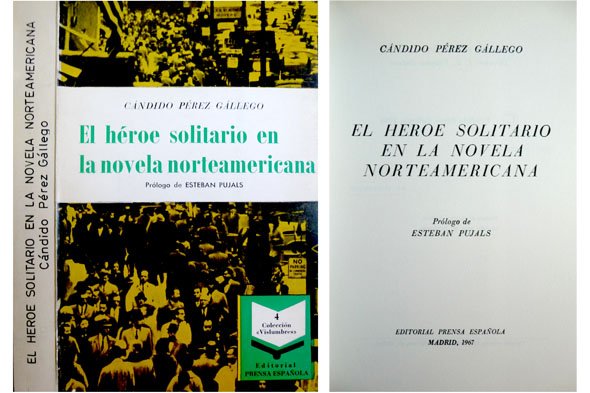 EL HEROE SOLITARIO EN LA NOVELA NORTEAMERICANA
Cándido Pérez Gállego
CÁNDIDO PÉREZ GÁLLEGO
El héroe solitario en
la novela norteamericana
Prólogo de ESTEBAN PUJALS
NO
PARKING
4
Colección
«Vislumbres»
Editorial
PRENSA ESPAÑOLA
CÁNDIDO PÉREZ GÁLLEGO
EL HEROE SOLITARIO
EN LA NOVELA
NORTEAMERICANA
Prólogo de
ESTEBAN PUJALS
EDITORIAL PRENSA ESPAÑOLA
MADRID, 1967